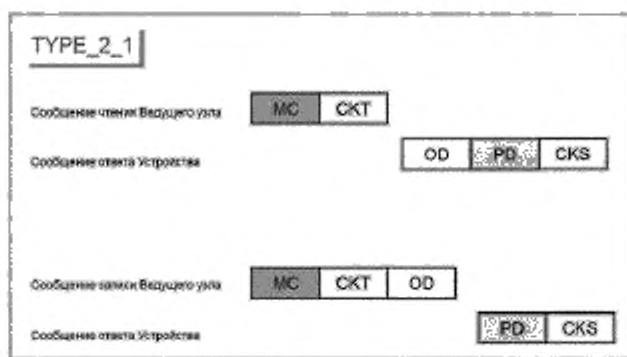 TYPE_2_1
Сообщение чтения Ведущего узла MC CKT
Сообщение ответа Устройства OD PD CKS
Сообщение записи Ведущего узла MC CKT OD
Сообщение ответа Устройства PD CKS